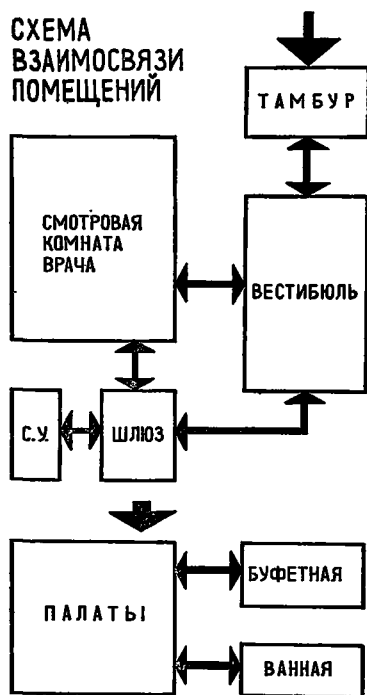 СХЕМА
ВЗАИМОСВЯЗИ
ПОМЕЩЕНИЙ
ТАМБУР
СМОТРОВАЯ
КОМНАТА
ВРАЧА
ВЕСТИБЮЛЬ
С.У.
ШЛЮЗ
ПАЛАТЫ
БУФЕТНАЯ
ВАННАЯ